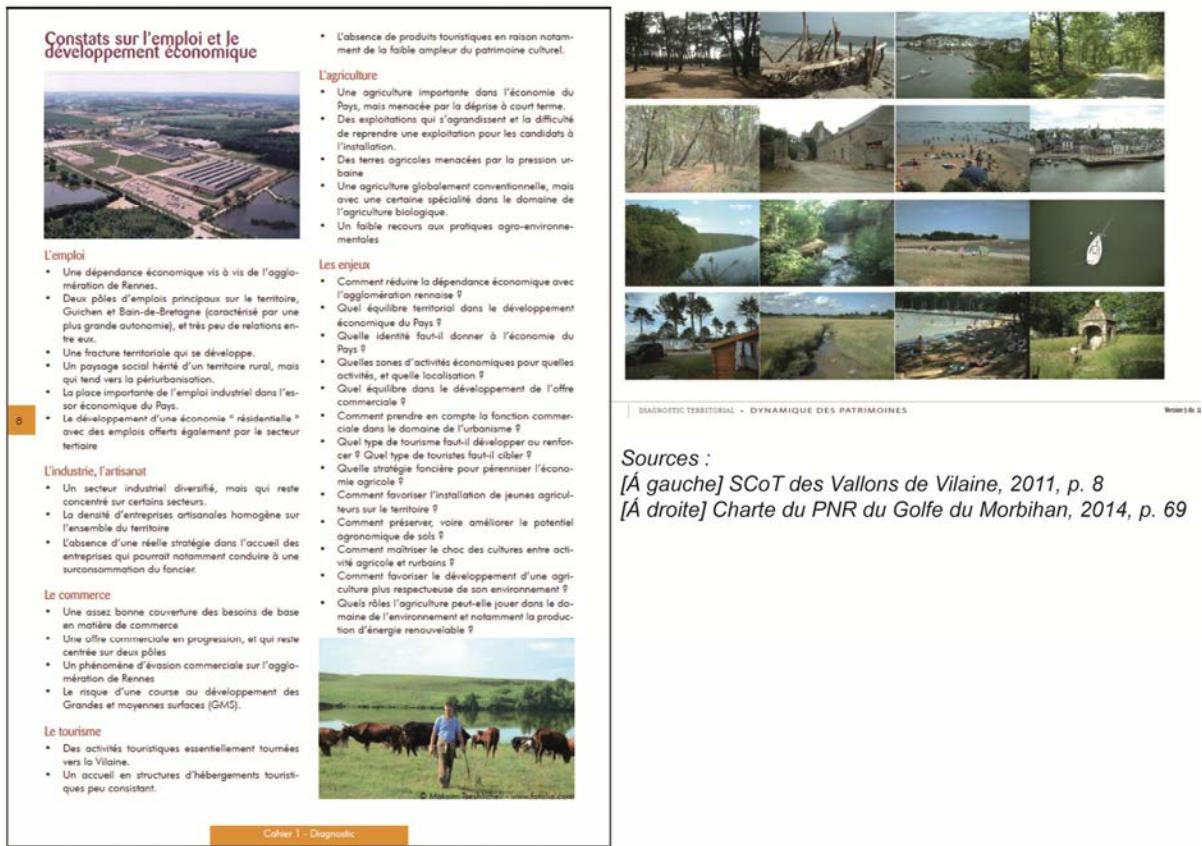 Constats sur l'emploi et le
développement économique
L'emploi
• Une dépendance économique vis à vis de l'agglo-
mération de Rennes.
• Deux pôles d'emplois principaux sur le territoire,
Guichen et Bain-de-Bretagne (caractérisé par une
plus grande autonomie), et très peu de relations en-
tre eux.
• Une fracture territoriale qui se développe.
• Un paysage social hérité d'un territoire rural, mais
qui tend vers la périurbanisation.
• La place importante de l'emploi industriel dans l'es-
sor économique du Pays.
• Le développement d'une économie " résidentielle "
avec des emplois offerts également par le secteur
tertiaire
8
L'industrie, l'artisanat
• Un secteur industriel diversifié, mais qui reste
concentré sur certains secteurs.
• La densité d'entreprises artisanales homogène sur
l'ensemble du territoire
• L'absence d'une réelle stratégie dans l'accueil des
entreprises qui pourrait notamment conduire à une
surconsommation du foncier.
Le commerce
• Une assez bonne couverture des besoins de base
en matière de commerce
• Une offre commerciale en progression, et qui reste
centrée sur deux pôles
• Un phénomène d'évasion commerciale sur l'agglo-
mération de Rennes
• Le risque d'une course au développement des
Grandes et moyennes surfaces (GMS).
Le tourisme
• Des activités touristiques essentiellement tournées
vers la Vilaine.
• Un accueil en structures d'hébergements touristi-
ques peu consistant.
• L'absence de produits touristiques en raison notam-
ment de la faible ampleur du patrimoine culturel.
L'agriculture
• Une agriculture importante dans l'économie du
Pays, mais menacée par la déprise à court terme.
• Des exploitations qui s'agrandissent et la difficulté
de reprendre une exploitation pour les candidats à
l'installation.
• Des terres agricoles menacées par la pression ur-
baine
• Une agriculture globalement conventionnelle, mais
avec une certaine spécialité dans le domaine de
l'agriculture biologique.
• Un faible recours aux pratiques agro-environne-
mentales
Les enjeux
• Comment réduire la dépendance économique avec
l'agglomération rennaise ?
• Quel équilibre territorial dans le développement
économique du Pays ?
• Quelle identité faut-il donner à l'économie du
Pays ?
• Quelles zones d'activités économiques pour quelles
activités, et quelle localisation ?
• Quel équilibre dans le développement de l'offre
commerciale ?
• Comment prendre en compte la fonction commer-
ciale dans le domaine de l'urbanisme ?
• Quel type de tourisme faut-il développer ou renfor-
cer ? Quel type de touristes faut-il cibler ?
• Quelle stratégie foncière pour pérenniser l'écono-
mie agricole ?
• Comment favoriser l'installation de jeunes agricul-
teurs sur le territoire ?
• Comment préserver, voire améliorer le potentiel
agronomique de sols ?
• Comment maîtriser le choc des cultures entre acti-
vité agricole et rurbains ?
• Comment favoriser le développement d'une agri-
culture plus respectueuse de son environnement ?
• Quels rôles l'agriculture peut-elle jouer dans le do-
maine de l'environnement et notamment la produc-
tion d'énergie renouvelable ?
Cahier 1 - Diagnostic
DIAGNOSTIC TERRITORIAL • DYNAMIQUE DES PATRIMOINES
Sources :
[Á gauche] SCoT des Vallons de Vilaine, 2011, p. 8
[Á droite] Charte du PNR du Golfe du Morbihan, 2014, p. 69